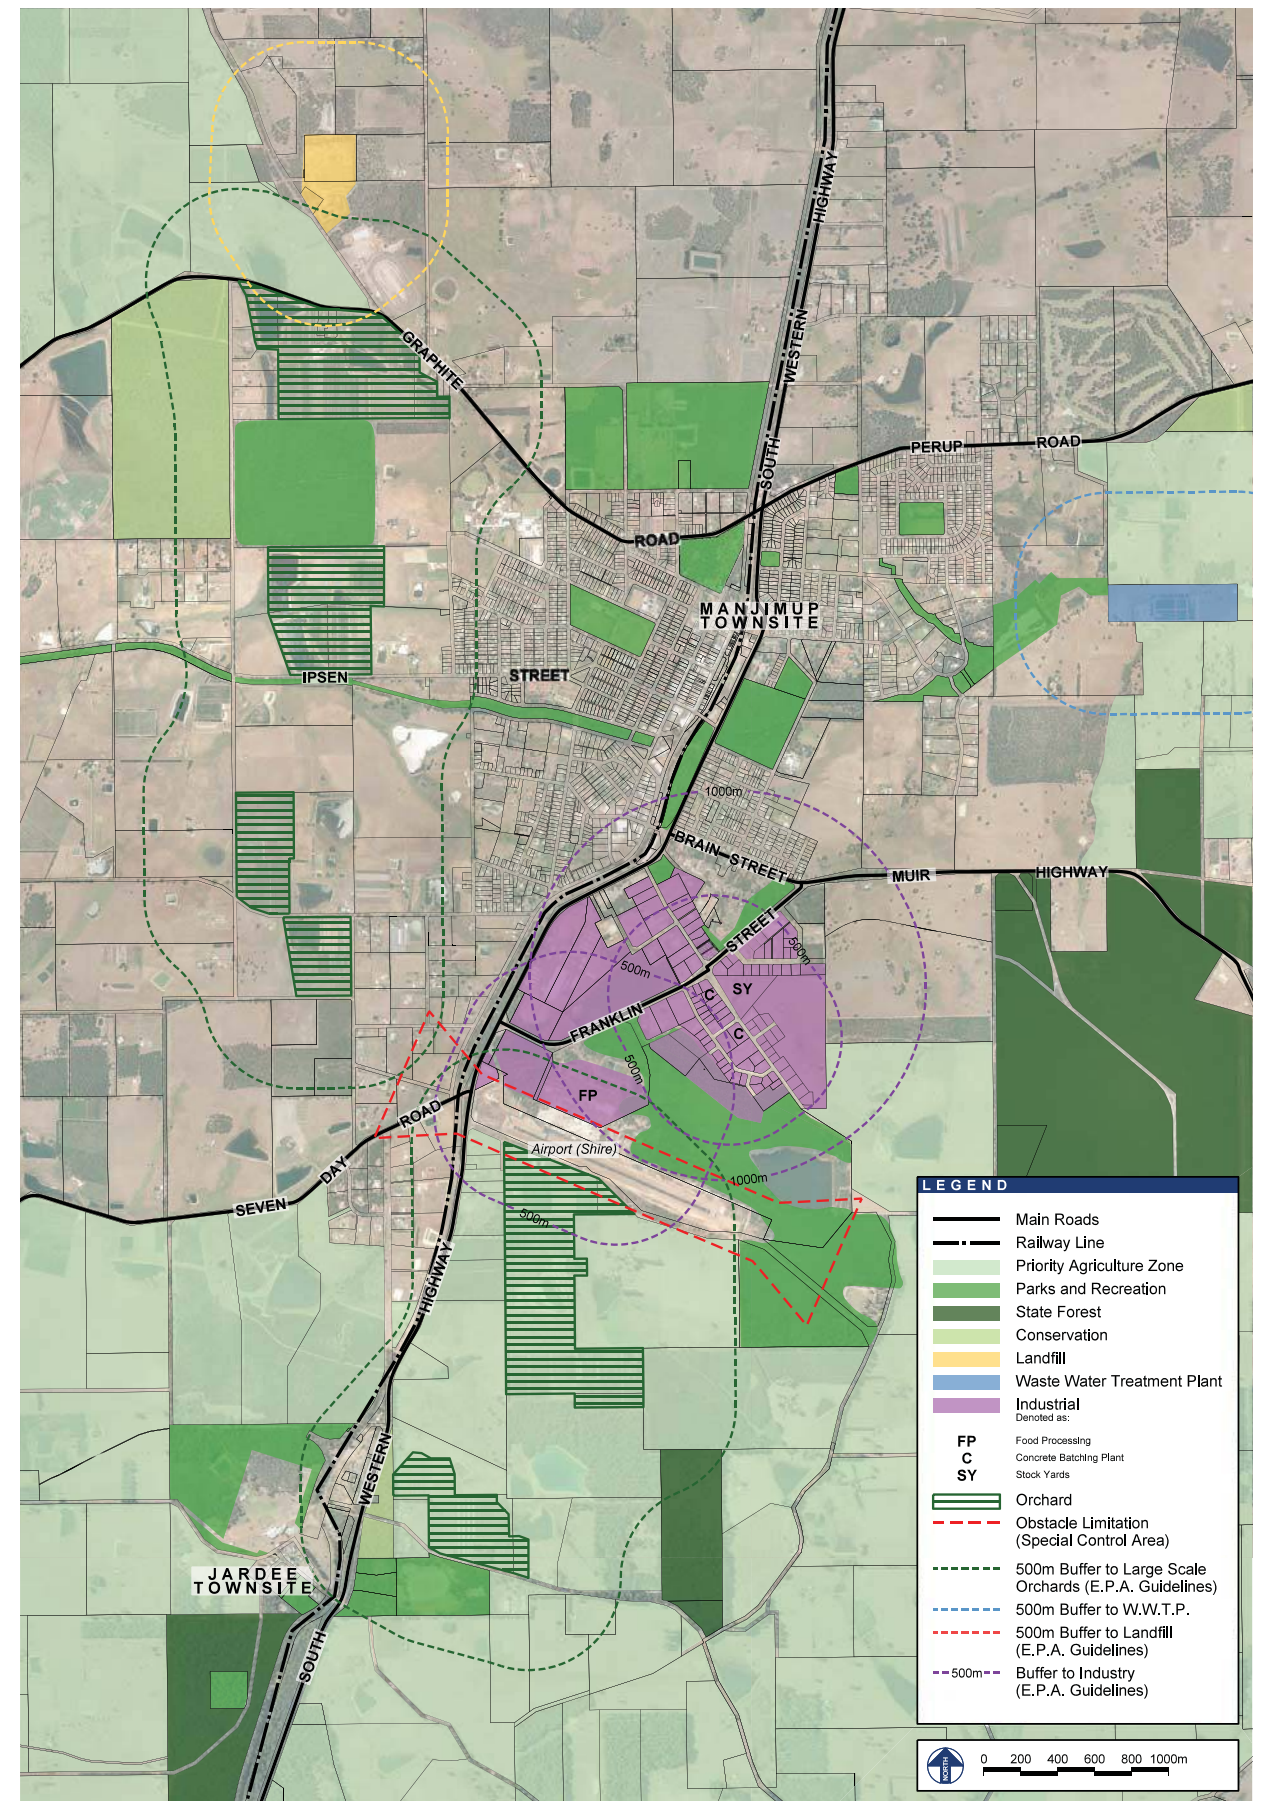 HIGHWAY
WESTERN
SOUTH
GRAPHITE
ROAD
PERUP
ROAD
MANJIMUP
TOWNSITE
IPSEN
STREET
1000m
BRAIN STREET
MUIR
HIGHWAY
STREET
500m
500m
SY
C
C
FRANKLIN
500m
FP
ROAD
DAY
SEVEN
Airport (Shire)
1000m
500m
HIGHWAY
WESTERN
SOUTH
JARDEE
TOWNSITE
LEGEND
Main Roads
Railway Line
Priority Agriculture Zone
Parks and Recreation
State Forest
Conservation
Landfill
Waste Water Treatment Plant
Industrial
Denoted as:
FP Food Processing
C Concrete Batching Plant
SY Stock Yards
Orchard
Obstacle Limitation
(Special Control Area)
500m Buffer to Large Scale
Orchards (E.P.A. Guidelines)
500m Buffer to W.W.T.P.
500m Buffer to Landfill
(E.P.A. Guidelines)
500m Buffer to Industry
(E.P.A. Guidelines)
NORTH
0 200 400 600 800 1000m